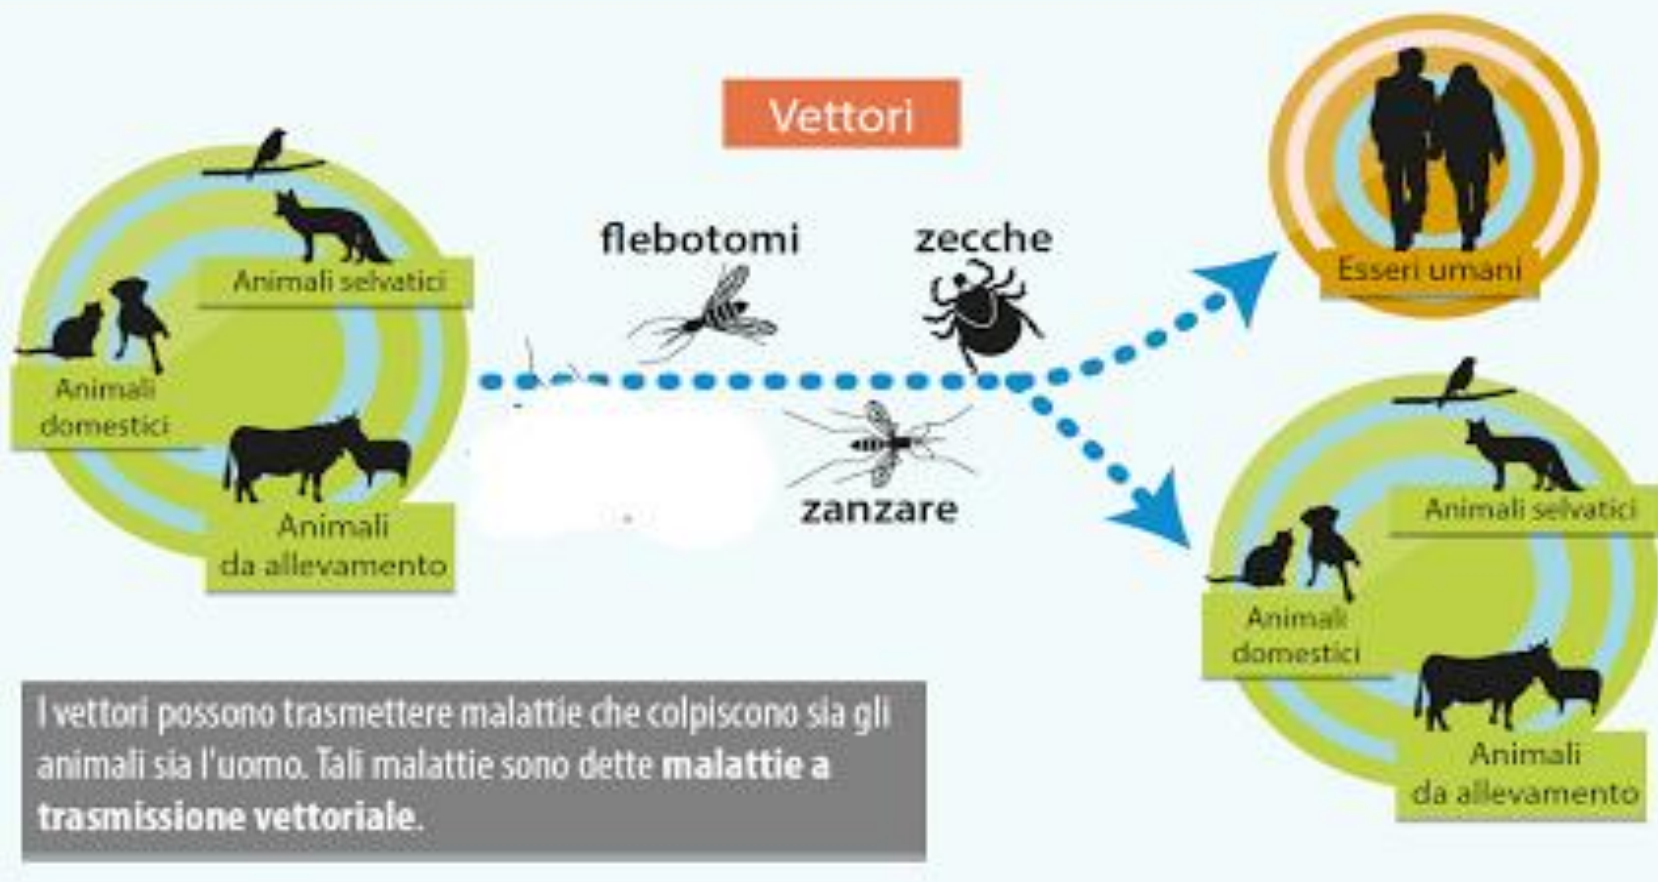 Vettori
flebotomi
zecche
Esseri umani
Animali selvatici
Animali
domestici
Animali
da allevamento
zanzare
Animali selvatici
Animali
domestici
Animali
da allevamento
I vettori possono trasmettere malattie che colpiscono sia gli
animali sia l'uomo. Tali malattie sono dette malattie a
trasmissione vettoriale.